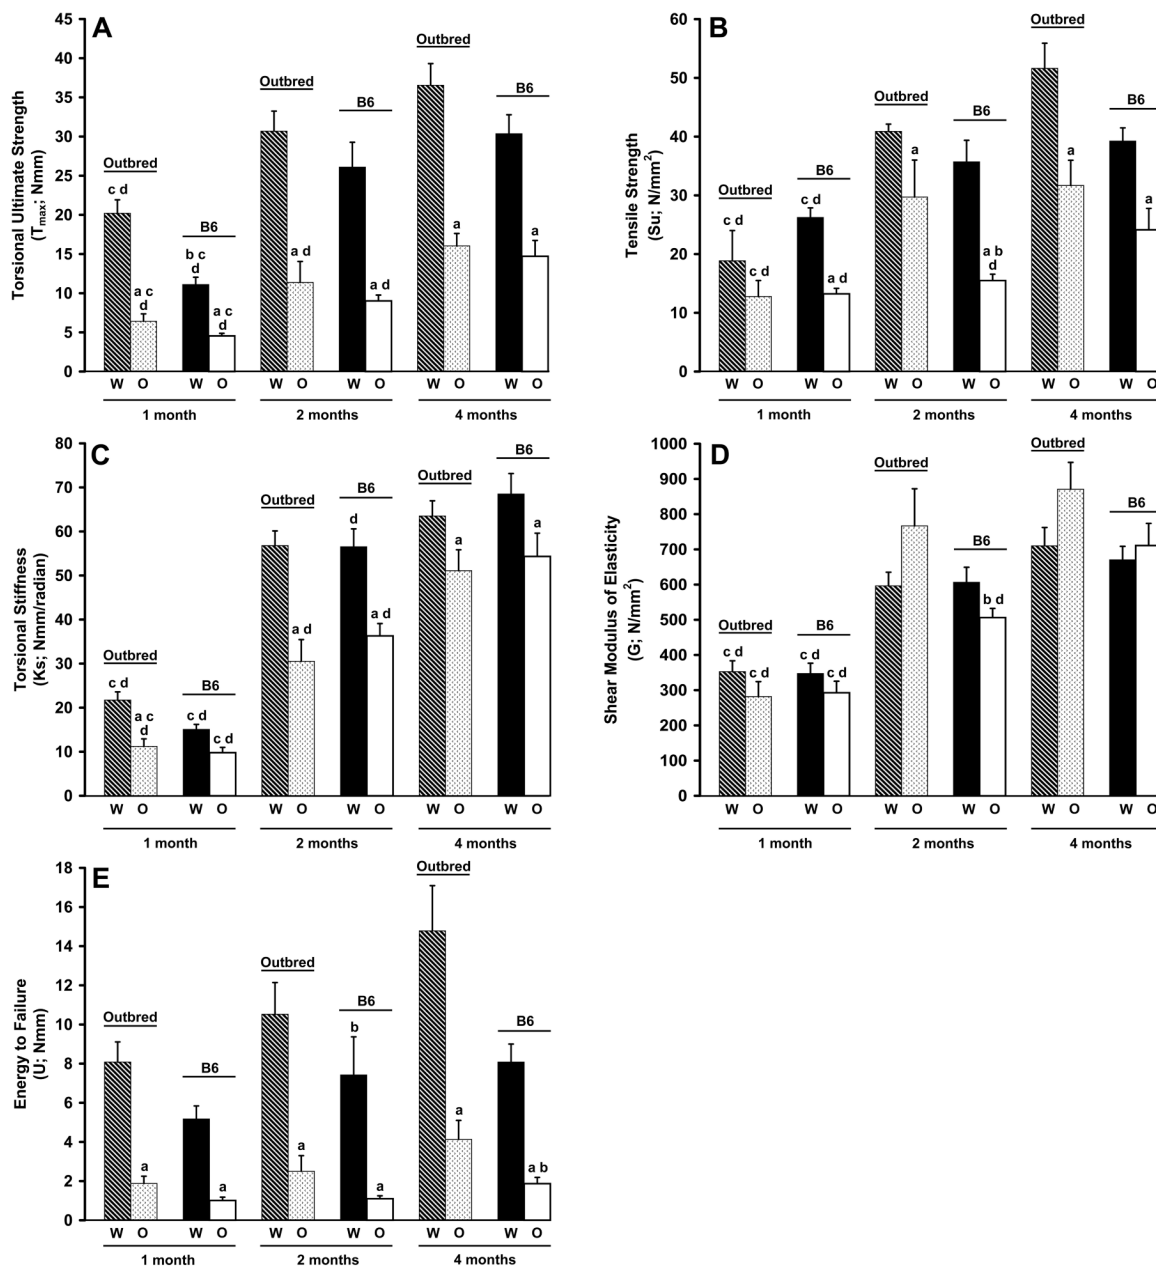 A
Torsional Ultimate Strength
(Tmax; Nmm)
45
40
35
30
25
20
15
10
5
0
Outbred
c d
a c
d
B6
b c
d
a c
d
Outbred
a d
B6
a d
Outbred
a
B6
a
W O W O W O W O W O W O
1 month 2 months 4 months
B
Tensile Strength
(Su; N/mm2)
60
50
40
30
20
10
0
Outbred
c d
c d
B6
c d
a d
Outbred
a
B6
a b
d
Outbred
a
B6
a
W O W O W O W O W O W O
1 month 2 months 4 months
C
Torsional Stiffness
(Ks; Nmm/radian)
80
70
60
50
40
30
20
10
0
Outbred
c d
a c
d
B6
c d
c d
Outbred
a d
B6
d
a d
Outbred
a
B6
a
W O W O W O W O W O W O
1 month 2 months 4 months
D
Shear Modulus of Elasticity
(G; N/mm2)
1000
900
800
700
600
500
400
300
200
100
0
Outbred
c d
c d
B6
c d
c d
Outbred
B6
b d
Outbred
B6
W O W O W O W O W O W O
1 month 2 months 4 months
E
Energy to Failure
(U; Nmm)
18
16
14
12
10
8
6
4
2
0
Outbred
a
B6
a
Outbred
a
B6
b
a
Outbred
a
B6
a b
W O W O W O W O W O W O
1 month 2 months 4 months